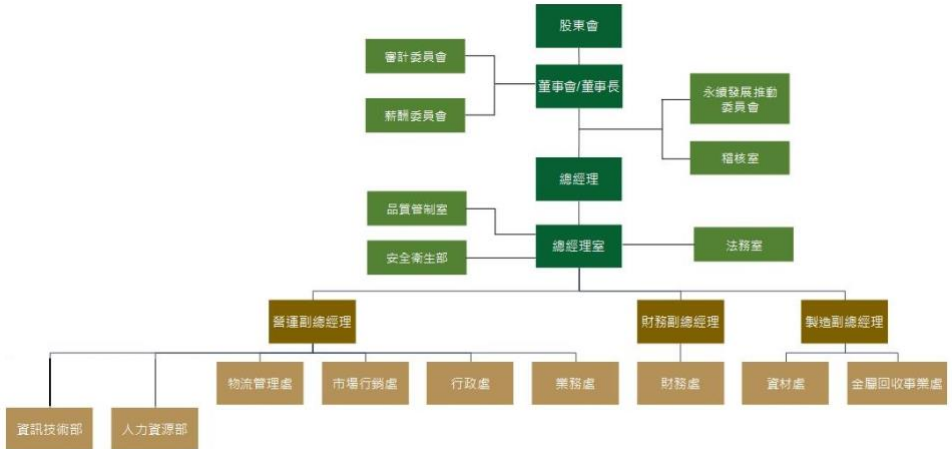 股東會
審計委員會
董事會/董事長
薪酬委員會
永續發展推動
委員會
稽核室
總經理
品質管制室
總經理室
法務室
安全衛生部
營運副總經理
財務副總經理
製造副總經理
物流管理處
市場行銷處
行政處
業務處
財務處
資材處
金屬回收事業處
資訊技術部
人力資源部